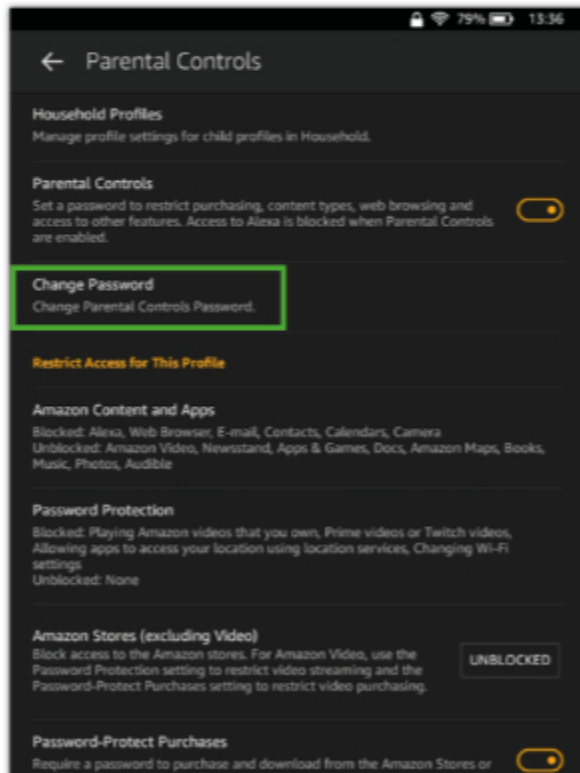 79% 13:36
Parental Controls
Household Profiles
Manage profile settings for child profiles in Household.
Parental Controls
Set a password to restrict purchasing, content types, web browsing and
access to other features. Access to Alexa is blocked when Parental Controls
are enabled.
Change Password
Change Parental Controls Password.
Restrict Access for This Profile
Amazon Content and Apps
Blocked: Alexa, Web Browser, E-mail, Contacts, Calendars, Camera
Unblocked: Amazon Video, Newsstand, Apps & Games, Docs, Amazon Maps, Books,
Music, Photos, Audible
Password Protection
Blocked: Playing Amazon videos that you own, Prime videos or Twitch videos,
Allowing apps to access your location using location services, Changing Wi-Fi
settings
Unblocked: None
Amazon Stores (excluding Video)
Block access to the Amazon stores. For Amazon Video, use the
Password Protection setting to restrict video streaming and the
Password-Protect Purchases setting to restrict video purchasing.
UNBLOCKED
Password-Protect Purchases
Require a password to purchase and download from the Amazon Stores or